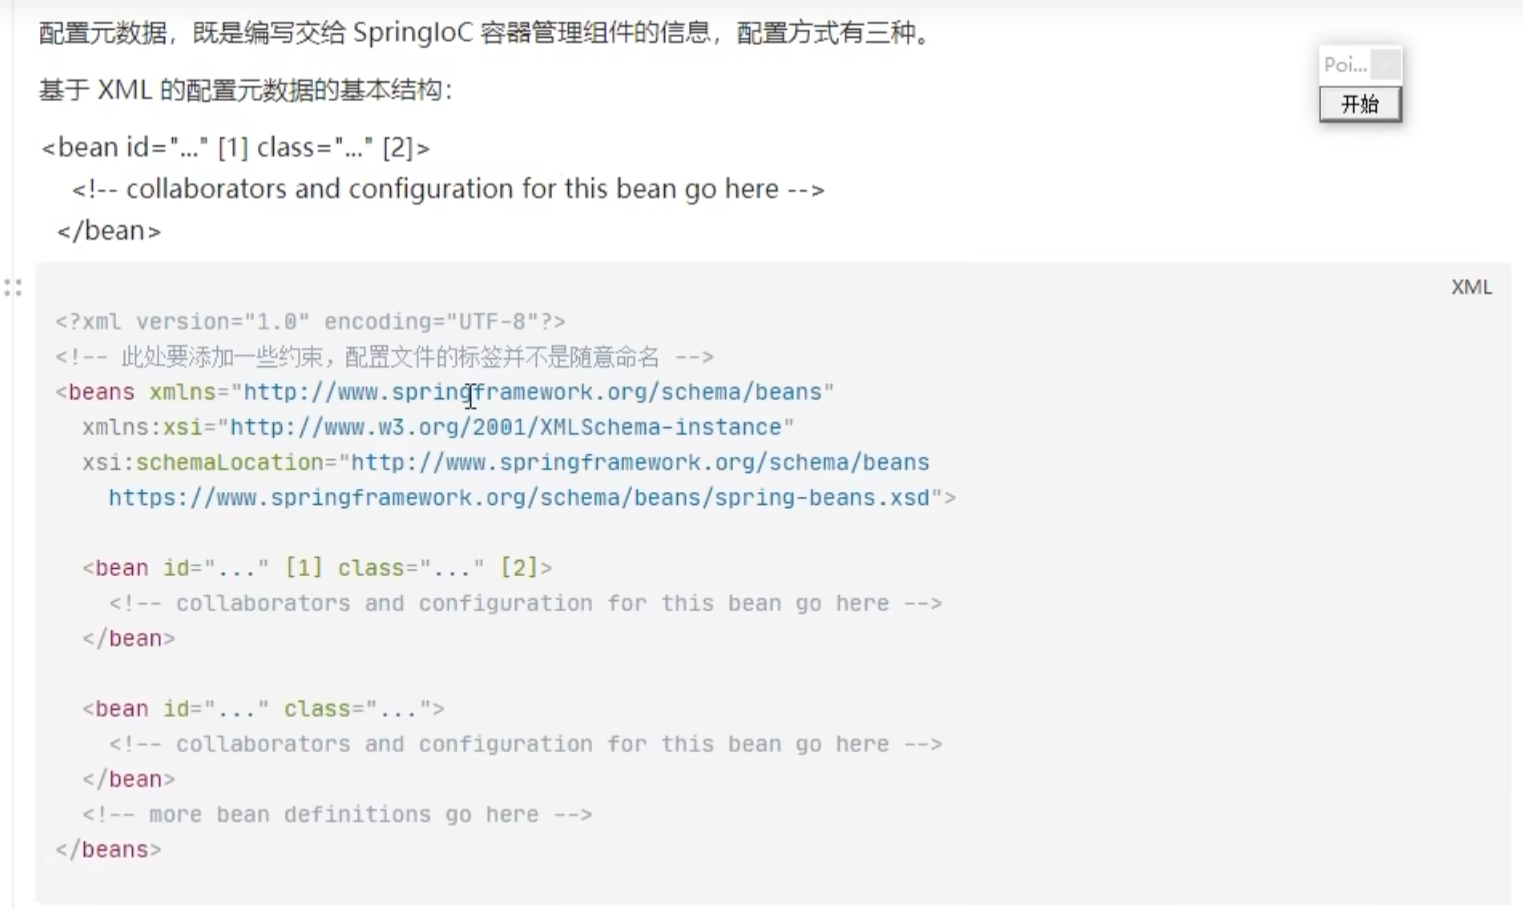 配置元数据，既是编写交给 SpringIoC 容器管理组件的信息，配置方式有三种。
Poi...
开始
基于 XML 的配置元数据的基本结构：
<bean id="..." [1] class="..." [2]>
<!-- collaborators and configuration for this bean go here -->
</bean>
XML
<?xml version="1.0" encoding="UTF-8"?>
<!-- 此处要添加一些约束，配置文件的标签并不是随意命名 -->
<beans xmlns="http://www.springframework.org/schema/beans"
xmlns:xsi="http://www.w3.org/2001/XMLSchema-instance"
xsi:schemaLocation="http://www.springframework.org/schema/beans
https://www.springframework.org/schema/beans/spring-beans.xsd">
<bean id="..." [1] class="..." [2]>
<!-- collaborators and configuration for this bean go here -->
</bean>
<bean id="..." class="...">
<!-- collaborators and configuration for this bean go here -->
</bean>
<!-- more bean definitions go here -->
</beans>